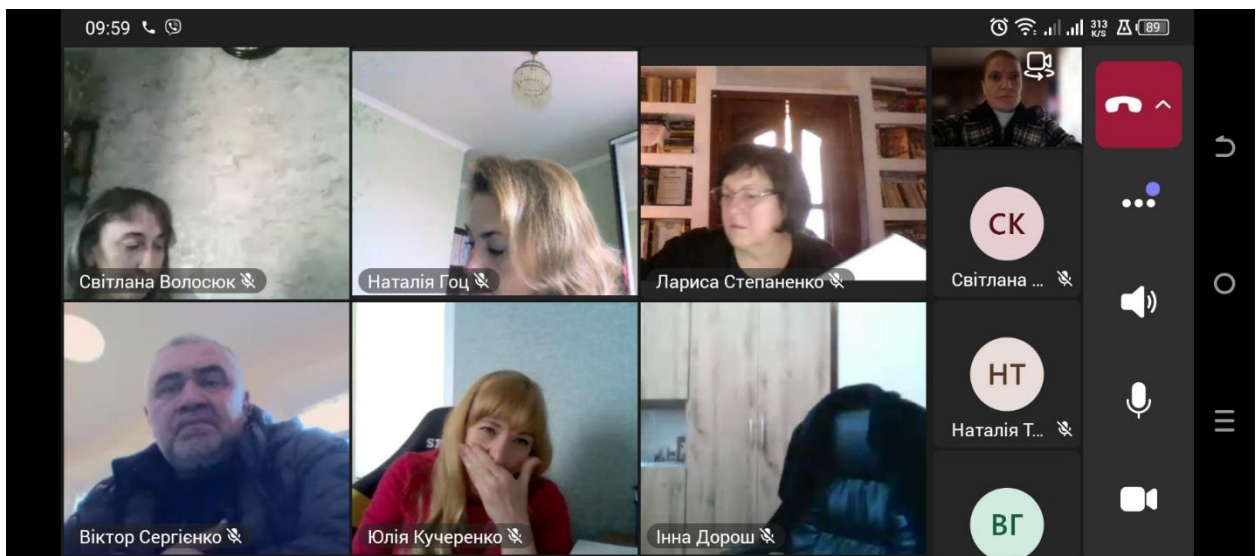 09:59
313
K/S
89
Світлана Волосюк
Наталія Гоц
Лариса Степаненко
СК
Світлана ...
НТ
Наталія Т...
Віктор Сергієнко
Юлія Кучеренко
Інна Дорош
ВГ